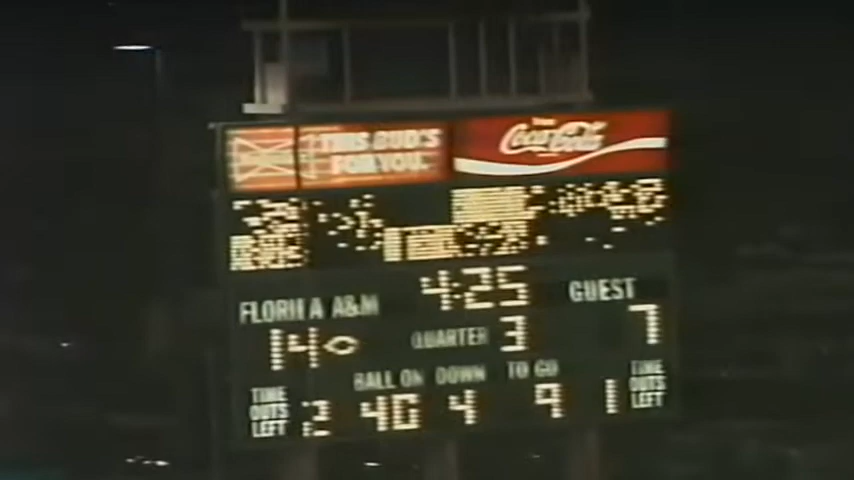 THIS BUD'S
FOR YOU.
Coca-Cola
4:25
FLORIDA A&M
GUEST
14
QUARTER 3
7
BALL ON DOWN TO GO
TIME
OUTS
LEFT
2 40 4 9 1
TIME
OUTS
LEFT